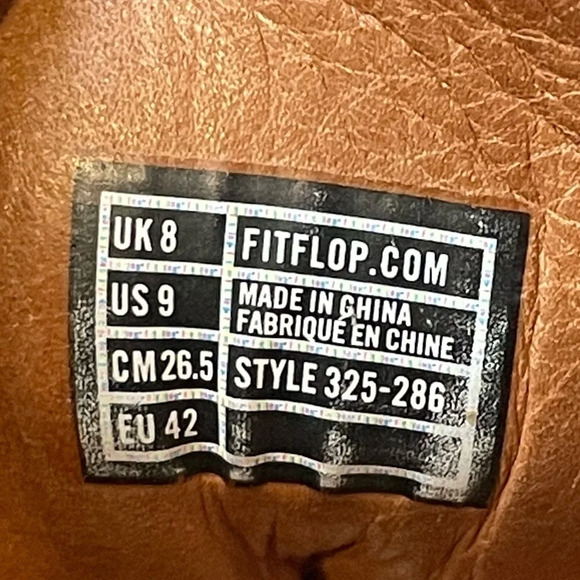 UK 8
US 9
CM 26.5
EU 42
FITFLOP.COM
MADE IN CHINA
FABRIQUÉ EN CHINE
STYLE 325-286